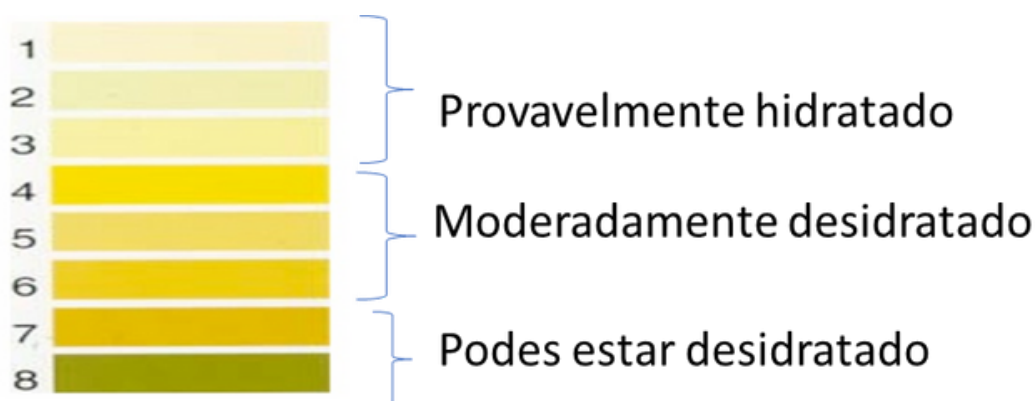 1
2
3
Provavelmente hidratado
4
5
6
Moderadamente desidratado
7
8
Podes estar desidratado